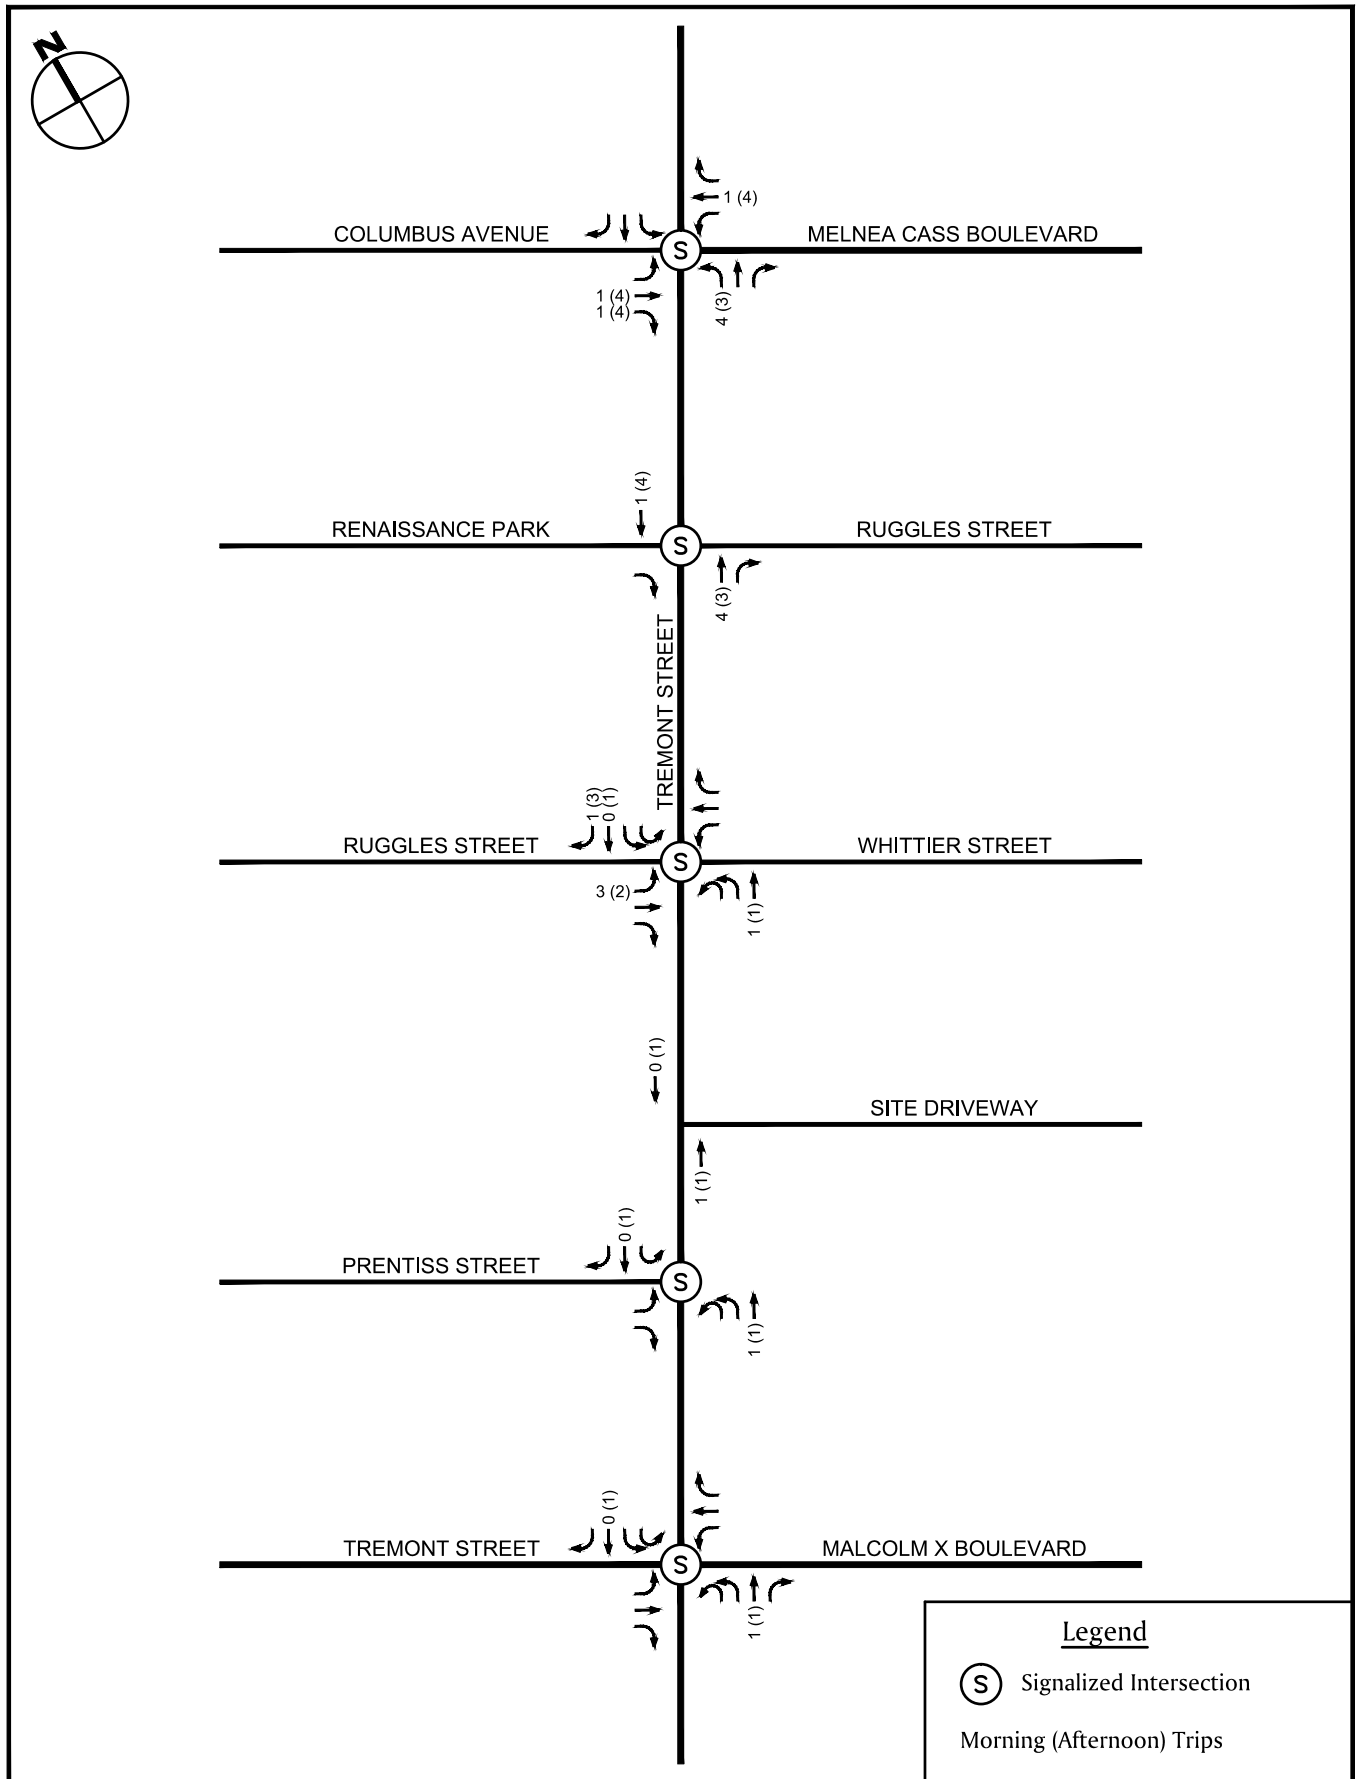 N
1 (4)
COLUMBUS AVENUE
MELNEA CASS BOULEVARD
S
1 (4)
1 (4)
4 (3)
1 (4)
RENAISSANCE PARK
RUGGLES STREET
S
4 (3)
TREMONT STREET
1 (3)
0 (1)
RUGGLES STREET
WHITTIER STREET
S
3 (2)
1 (1)
0 (1)
SITE DRIVEWAY
1 (1)
0 (1)
PRENTISS STREET
S
1 (1)
0 (1)
TREMONT STREET
MALCOLM X BOULEVARD
S
1 (1)
Legend
S Signalized Intersection
Morning (Afternoon) Trips